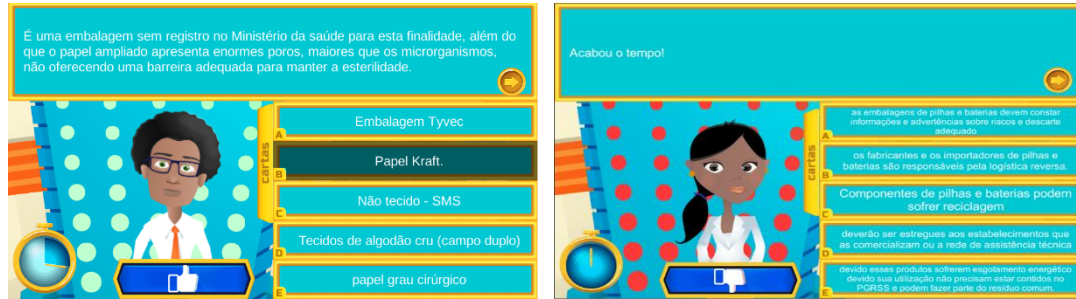 É uma embalagem sem registro no Ministério da saúde para esta finalidade, além do
que o papel ampliado apresenta enormes poros, maiores que os microrganismos,
não oferecendo uma barreira adequada para manter a esterilidade.
cartas
A
Embalagem Tyvec
B
Papel Kraft.
C
Não tecido - SMS
D
Tecidos de algodão cru (campo duplo)
E
papel grau cirúrgico
Acabou o tempo!
cartas
A
as embalagens de pilhas e baterias devem constar
informações e advertências sobre riscos e descarte
adequado
B
os fabricantes e os importadores de pilhas e
baterias são responsáveis pela logística reversa.
C
Componentes de pilhas e baterias podem
sofrer reciclagem
D
deverão ser estregues aos estabelecimentos que
as comercializam ou a rede de assistência técnica
E
devido esses produtos sofrerem esgotamento energético
devido sua utilização não precisam estar contidos no
PGRSS e podem fazer parte do resíduo comum.